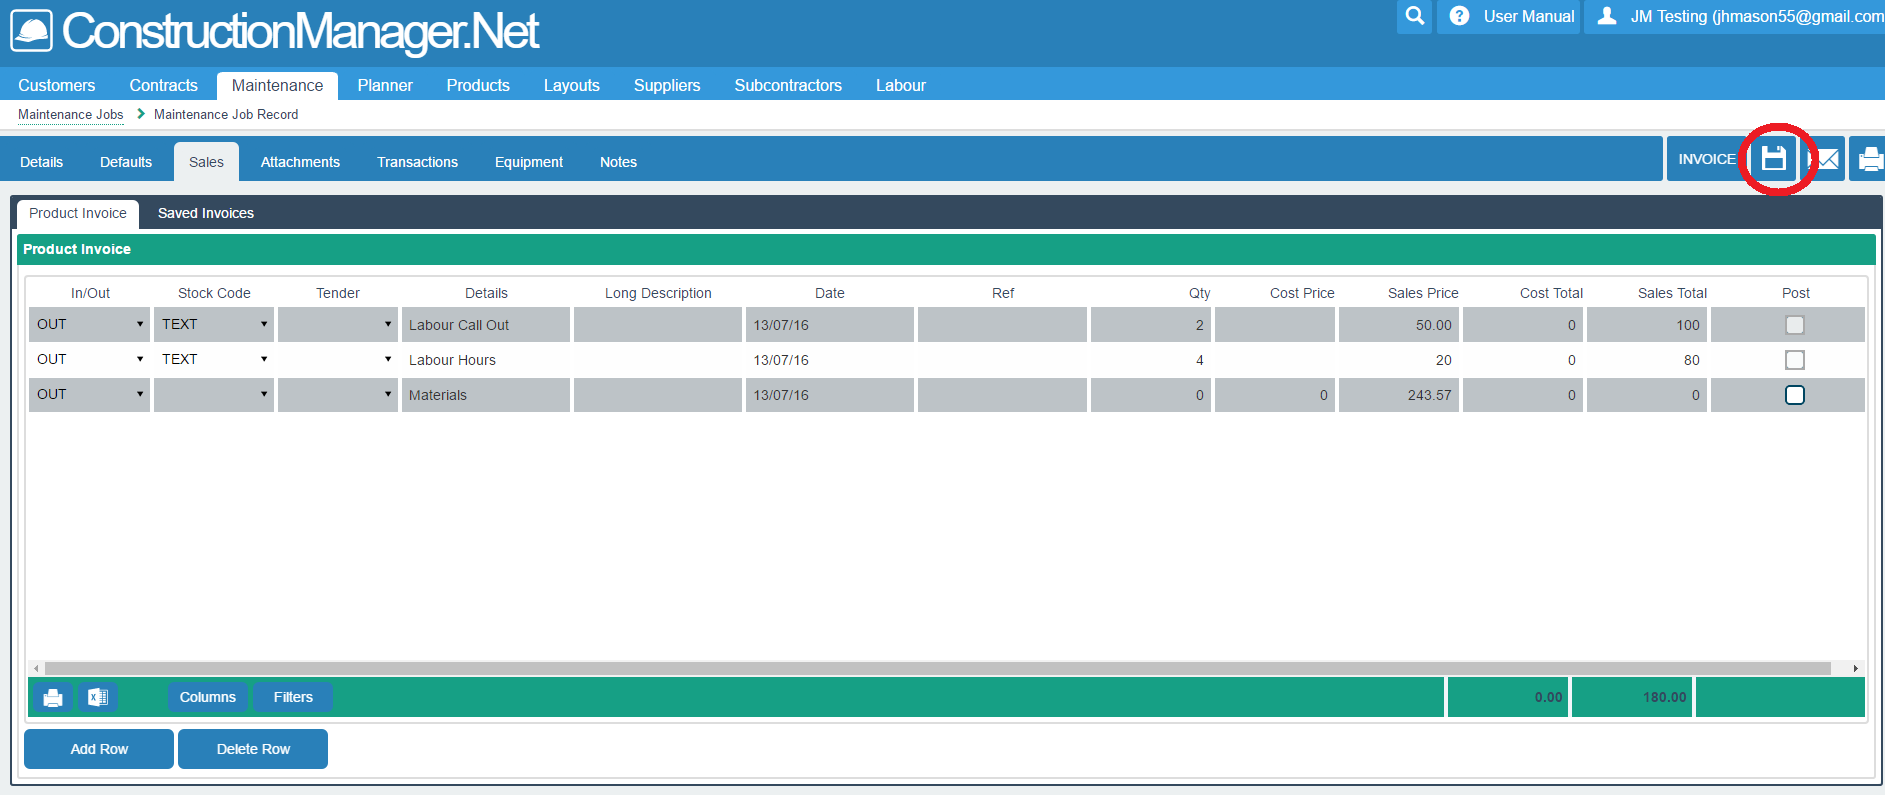 ConstructionManager.Net
User Manual
JM Testing (jhmason55@gmail.com
Customers Contracts Maintenance Planner Products Layouts Suppliers Subcontractors Labour
Maintenance Jobs > Maintenance Job Record
Details Defaults Sales Attachments Transactions Equipment Notes INVOICE
Product Invoice Saved Invoices
Product Invoice
In/Out Stock Code Tender Details Long Description Date Ref Qty Cost Price Sales Price Cost Total Sales Total Post
OUT TEXT Labour Call Out 13/07/16 2 50.00 0 100
OUT TEXT Labour Hours 13/07/16 4 20 0 80
OUT Materials 13/07/16 0 0 243.57 0 0
Columns Filters 0.00 180.00
Add Row Delete Row